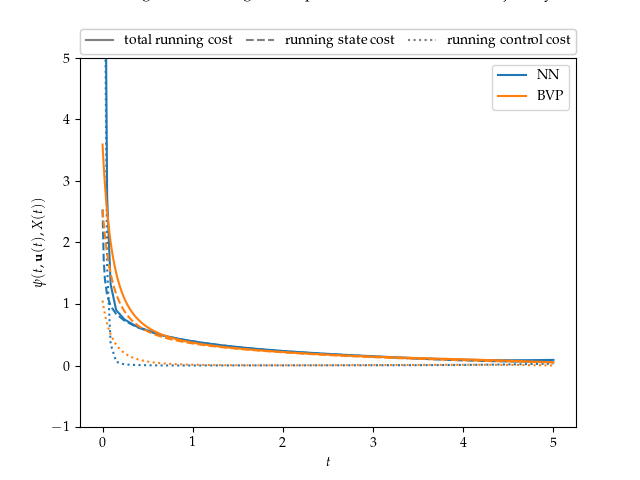 total running cost running state cost running control cost
NN
BVP
5
4
3
2
1
0
−1
ψ(t, u(t), X(t))
0 1 2 3 4 5
t